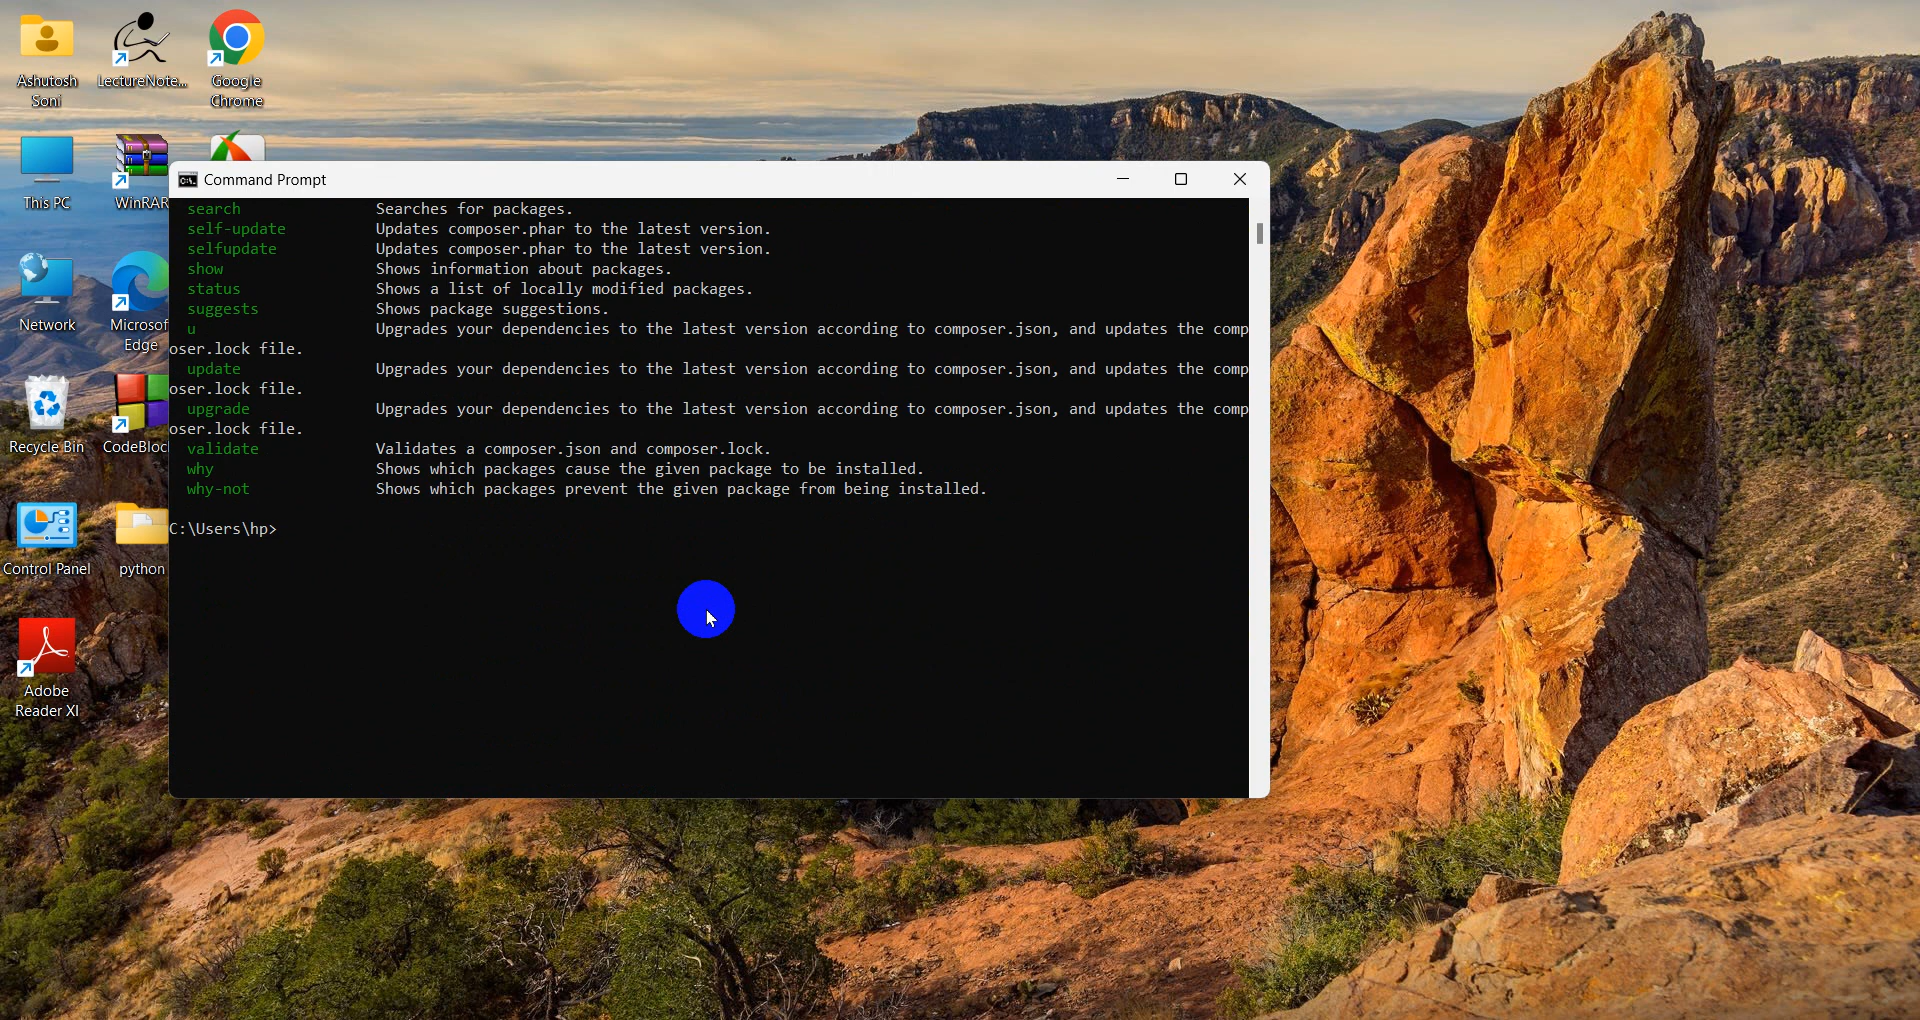 Ashutosh
Soni
LectureNote...
Google
Chrome
This PC
WinRAR
Network
Microsof
Edge
Recycle Bin
CodeBloc
Control Panel
python
Adobe
Reader XI
Command Prompt
search Searches for packages.
self-update Updates composer.phar to the latest version.
selfupdate Updates composer.phar to the latest version.
show Shows information about packages.
status Shows a list of locally modified packages.
suggests Shows package suggestions.
u Upgrades your dependencies to the latest version according to composer.json, and updates the comp
oser.lock file.
update Upgrades your dependencies to the latest version according to composer.json, and updates the comp
oser.lock file.
upgrade Upgrades your dependencies to the latest version according to composer.json, and updates the comp
oser.lock file.
validate Validates a composer.json and composer.lock.
why Shows which packages cause the given package to be installed.
why-not Shows which packages prevent the given package from being installed.
C:\Users\hp>